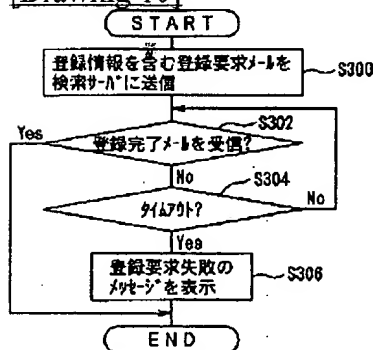 [Drawing 10]
START
登録情報を含む登録要求メールを
検索サーバに送信
S300
S302
Yes
登録完了メールを受信?
No
S304
No
タイムアウト?
Yes
登録要求失敗の
メッセージを表示
S306
END